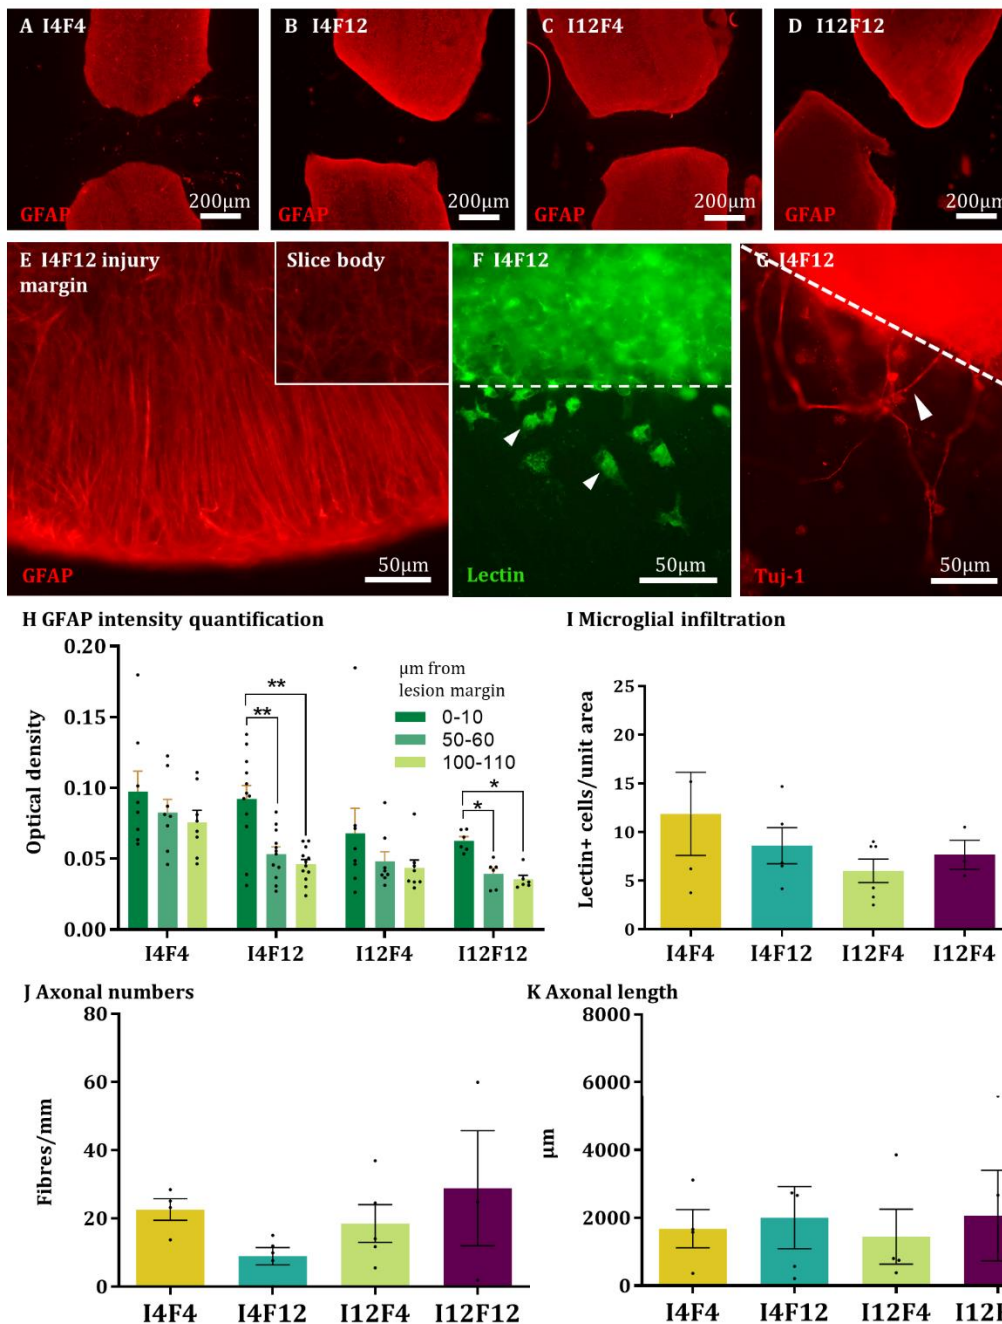 A I4F4
B I4F12
C I12F4
D I12F12
200µm
200µm
200µm
200µm
GFAP
GFAP
GFAP
GFAP
E I4F12 injury
margin
Slice body
F I4F12
G I4F12
50µm
50µm
50µm
GFAP
Lectin
Tuj-1
H GFAP intensity quantification
Optical density
0.20
0.15
0.10
0.05
0.00
**
**
*
*
µm from
lesion margin
0-10
50-60
100-110
I4F4
I4F12
I12F4
I12F12
I Microglial infiltration
Lectin+ cells/unit area
25
20
15
10
5
0
I4F4
I4F12
I12F4
I12F4
J Axonal numbers
Fibres/mm
80
60
40
20
0
I4F4
I4F12
I12F4
I12F12
K Axonal length
µm
8000
6000
4000
2000
0
I4F4
I4F12
I12F4
I12F